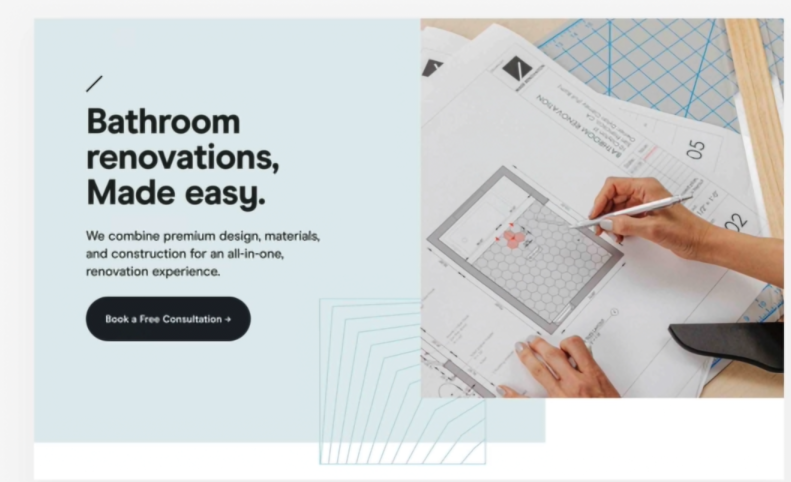 Bathroom
renovations,
Made easy.
We combine premium design, materials,
and construction for an all-in-one,
renovation experience.
Book a Free Consultation →
BATHROOM RENOVATION
05
02